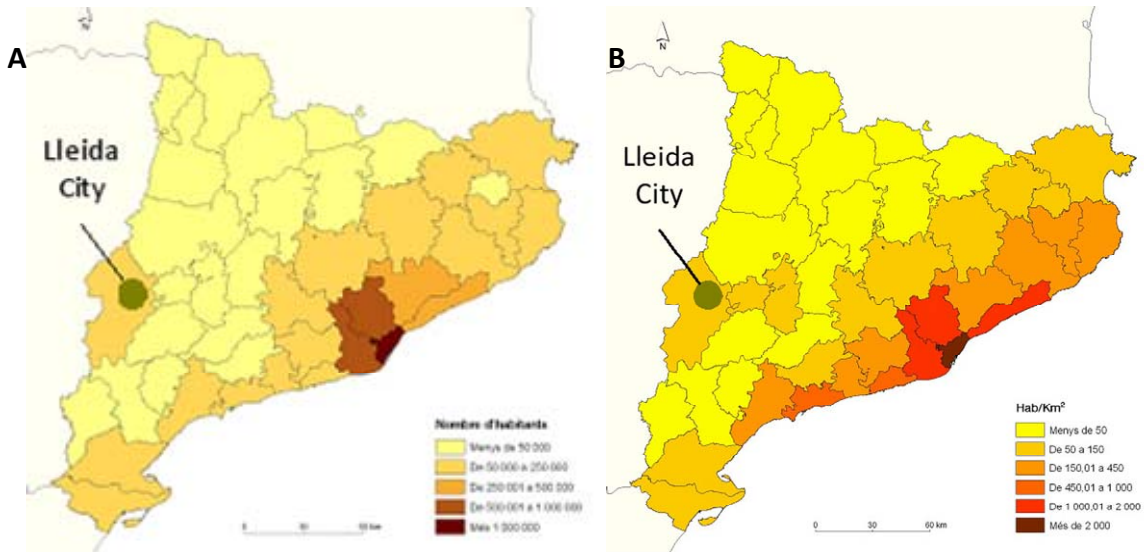 A
N
Lleida
City
Nombre d'habitants
Menys de 50 000
De 50 000 a 250 000
De 250 001 a 500 000
De 500 001 a 1 000 000
Més 1 000 000
0
60 km
B
N
Lleida
City
Hab/Km²
Menys de 50
De 50 a 150
De 150,01 a 450
De 450,01 a 1 000
De 1 000,01 a 2 000
Més de 2 000
0 30 60 km